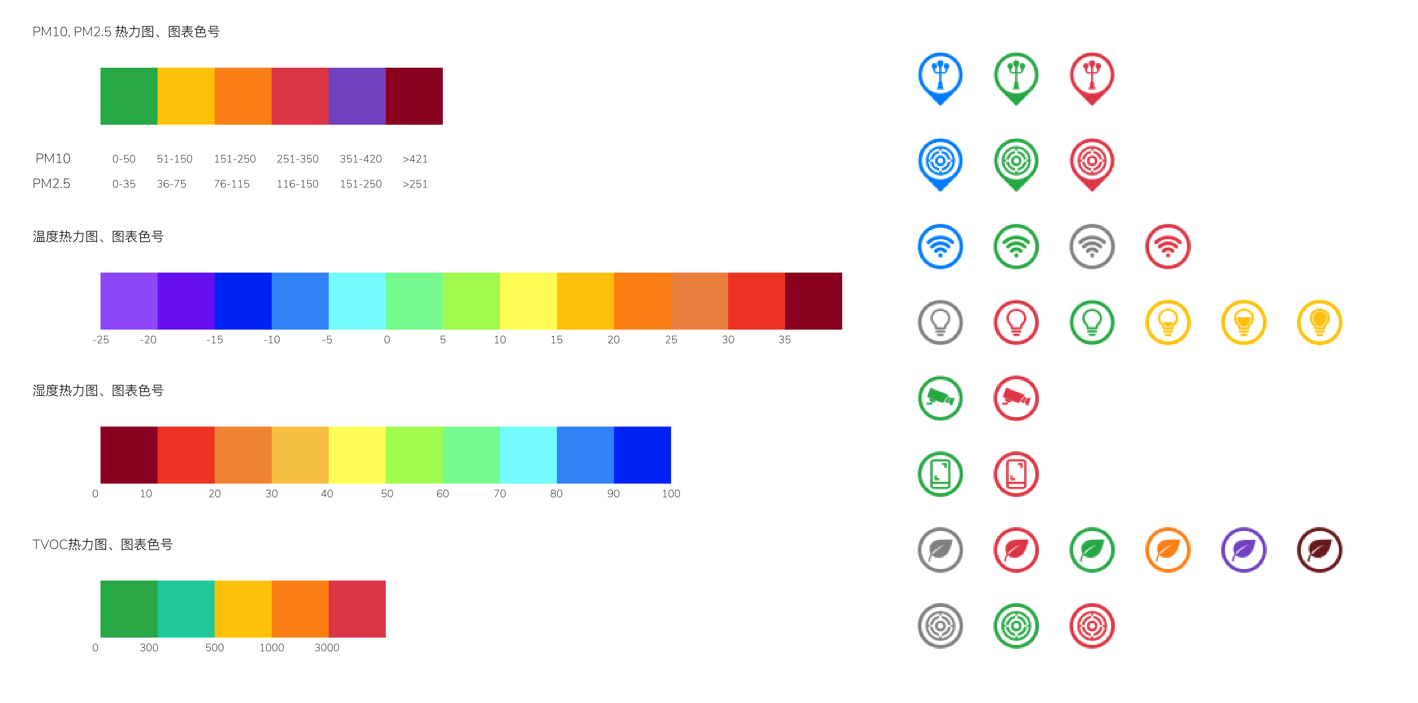 PM10, PM2.5 热力图、图表色号
PM10 0-50 51-150 151-250 251-350 351-420 >421
PM2.5 0-35 36-75 76-115 116-150 151-250 >251
温度热力图、图表色号
-25 -20 -15 -10 -5 0 5 10 15 20 25 30 35
湿度热力图、图表色号
0 10 20 30 40 50 60 70 80 90 100
TVOC热力图、图表色号
0 300 500 1000 3000